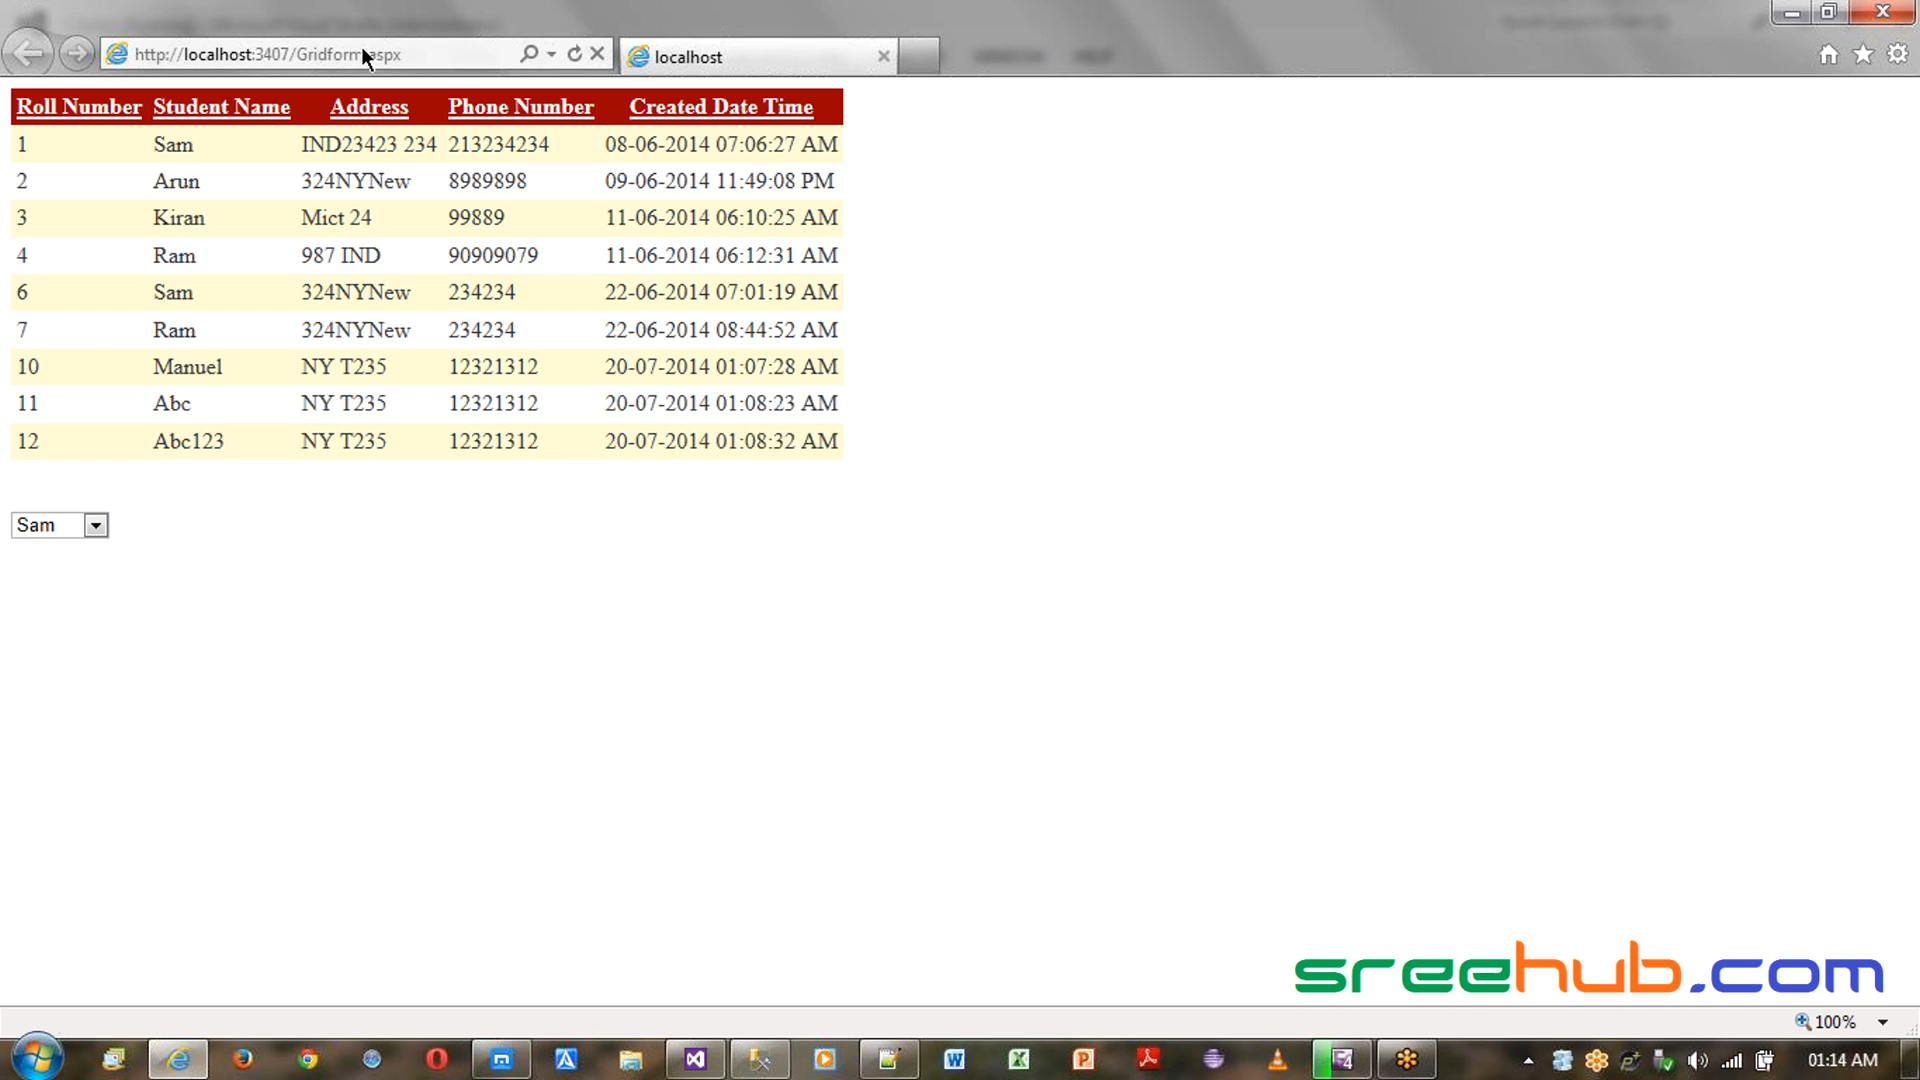 http://localhost:3407/Gridform.aspx
localhost
Roll Number Student Name Address Phone Number Created Date Time
1 Sam IND23423 234 213234234 08-06-2014 07:06:27 AM
2 Arun 324NYNew 8989898 09-06-2014 11:49:08 PM
3 Kiran Mict 24 99889 11-06-2014 06:10:25 AM
4 Ram 987 IND 90909079 11-06-2014 06:12:31 AM
6 Sam 324NYNew 234234 22-06-2014 07:01:19 AM
7 Ram 324NYNew 234234 22-06-2014 08:44:52 AM
10 Manuel NY T235 12321312 20-07-2014 01:07:28 AM
11 Abc NY T235 12321312 20-07-2014 01:08:23 AM
12 Abc123 NY T235 12321312 20-07-2014 01:08:32 AM
Sam
sreehub.com
100%
01:14 AM